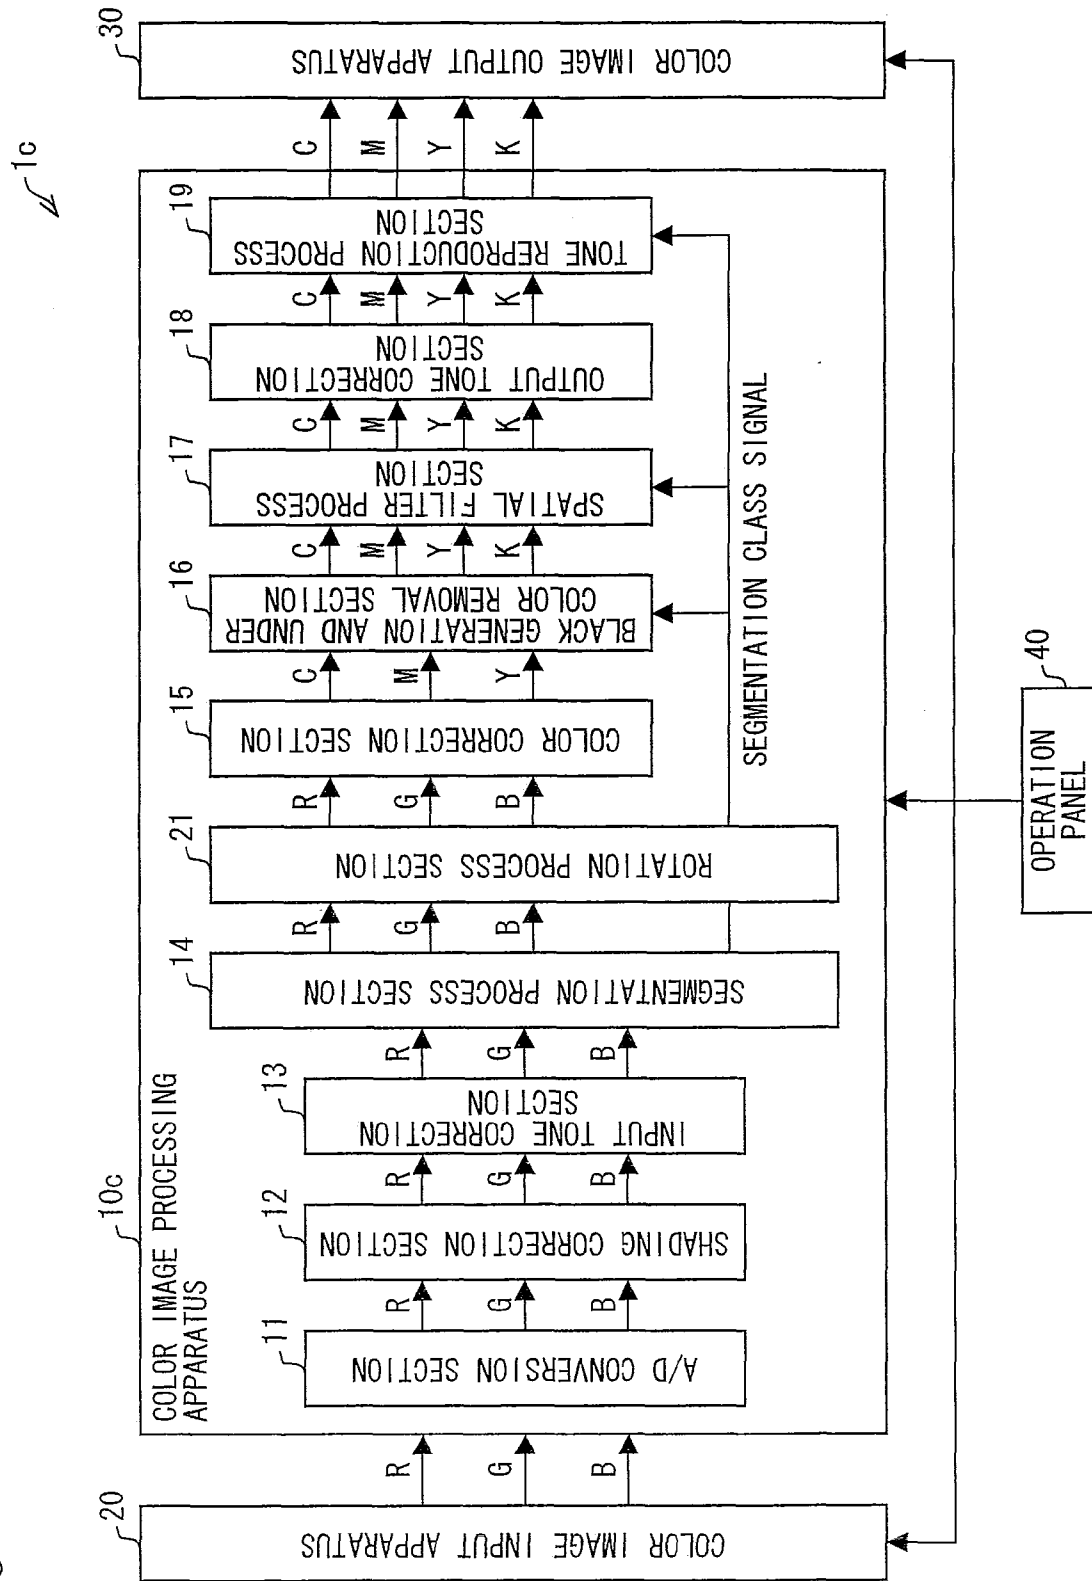 1c
10c
COLOR IMAGE PROCESSING
APPARATUS
20
COLOR IMAGE INPUT APPARATUS
R
G
B
11
A/D CONVERSION SECTION
R
G
B
12
SHADING CORRECTION SECTION
R
G
B
13
INPUT TONE CORRECTION
SECTION
R
G
B
14
SEGMENTATION PROCESS SECTION
R
G
B
21
ROTATION PROCESS SECTION
R
G
B
15
COLOR CORRECTION SECTION
C
M
Y
16
BLACK GENERATION AND UNDER
COLOR REMOVAL SECTION
C
M
Y
K
17
SPATIAL FILTER PROCESS
SECTION
C
M
Y
K
18
OUTPUT TONE CORRECTION
SECTION
C
M
Y
K
19
TONE REPRODUCTION PROCESS
SECTION
C
M
Y
K
30
COLOR IMAGE OUTPUT APPARATUS
SEGMENTATION CLASS SIGNAL
40
OPERATION
PANEL